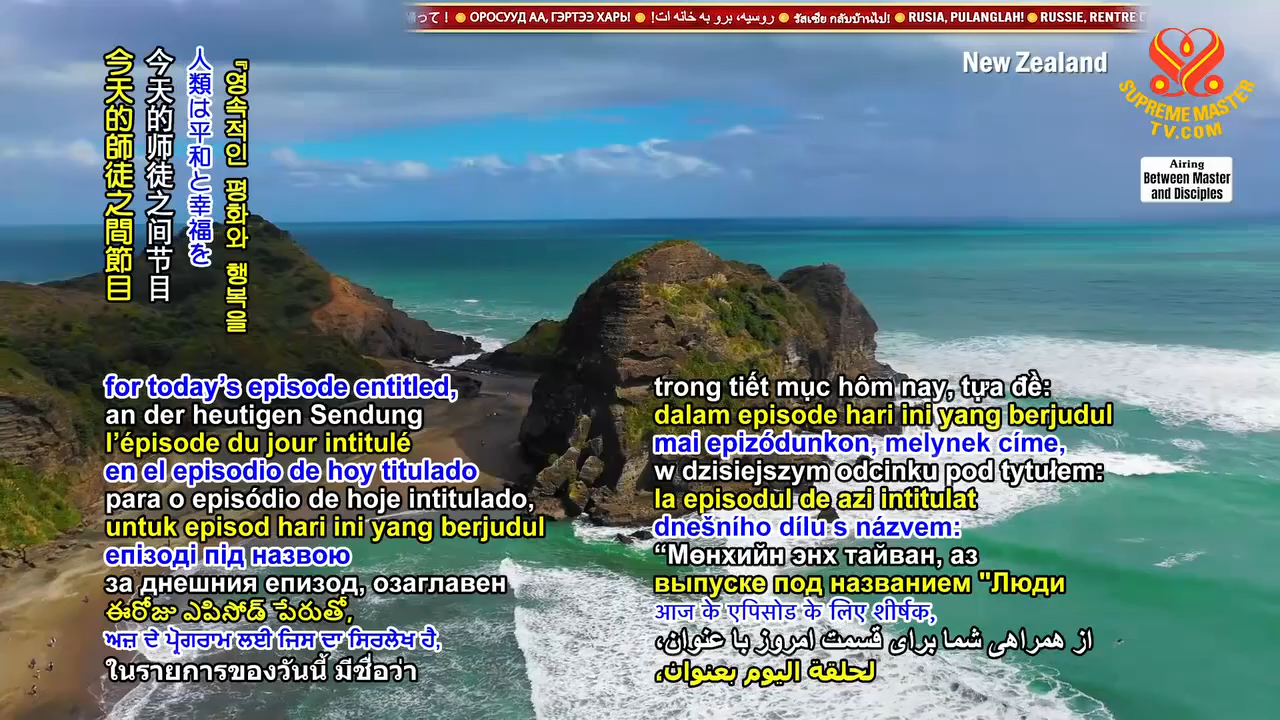 って！ ● ОРОСУУД АА, ГЭРТЭЭ ХАРЬ! ● روسیه، برو به خانه ات! ● รัสเซีย กลับบ้านไป! ● RUSIA, PULANGLAH! ● RUSSIE, RENTRE
New Zealand
SUPREME MASTER
TV.COM
Airing
Between Master
and Disciples
今天的師徒之間節目
今天的师徒之间节目
人類は平和と幸福を
『영속적인 평화와 행복을
for today’s episode entitled,
an der heutigen Sendung
l’épisode du jour intitulé
en el episodio de hoy titulado
para o episódio de hoje intitulado,
untuk episod hari ini yang berjudul
епізоді під назвою
за днешния епизод, озаглавен
ఈరోజు ఎపిసోడ్ పేరుతో,
ਅਜ਼ ਦੇ ਪ੍ਰੋਗਰਾਮ ਲਈ ਜਿਸ ਦਾ ਸਿਰਲੇਖ ਹੈ,
ในรายการของวันนี้ มีชื่อว่า
trong tiết mục hôm nay, tựa đề:
dalam episode hari ini yang berjudul
mai epizódunkon, melynek címe,
w dzisiejszym odcinku pod tytułem:
la episodul de azi intitulat
dnešního dílu s názvem:
“Мөнхийн энх тайван, аз
выпуске под названием "Люди
आज के एपिसोड के लिए शीर्षक,
از همراهی شما برای قسمت امروز با عنوان،
لحلقة اليوم بعنوان،